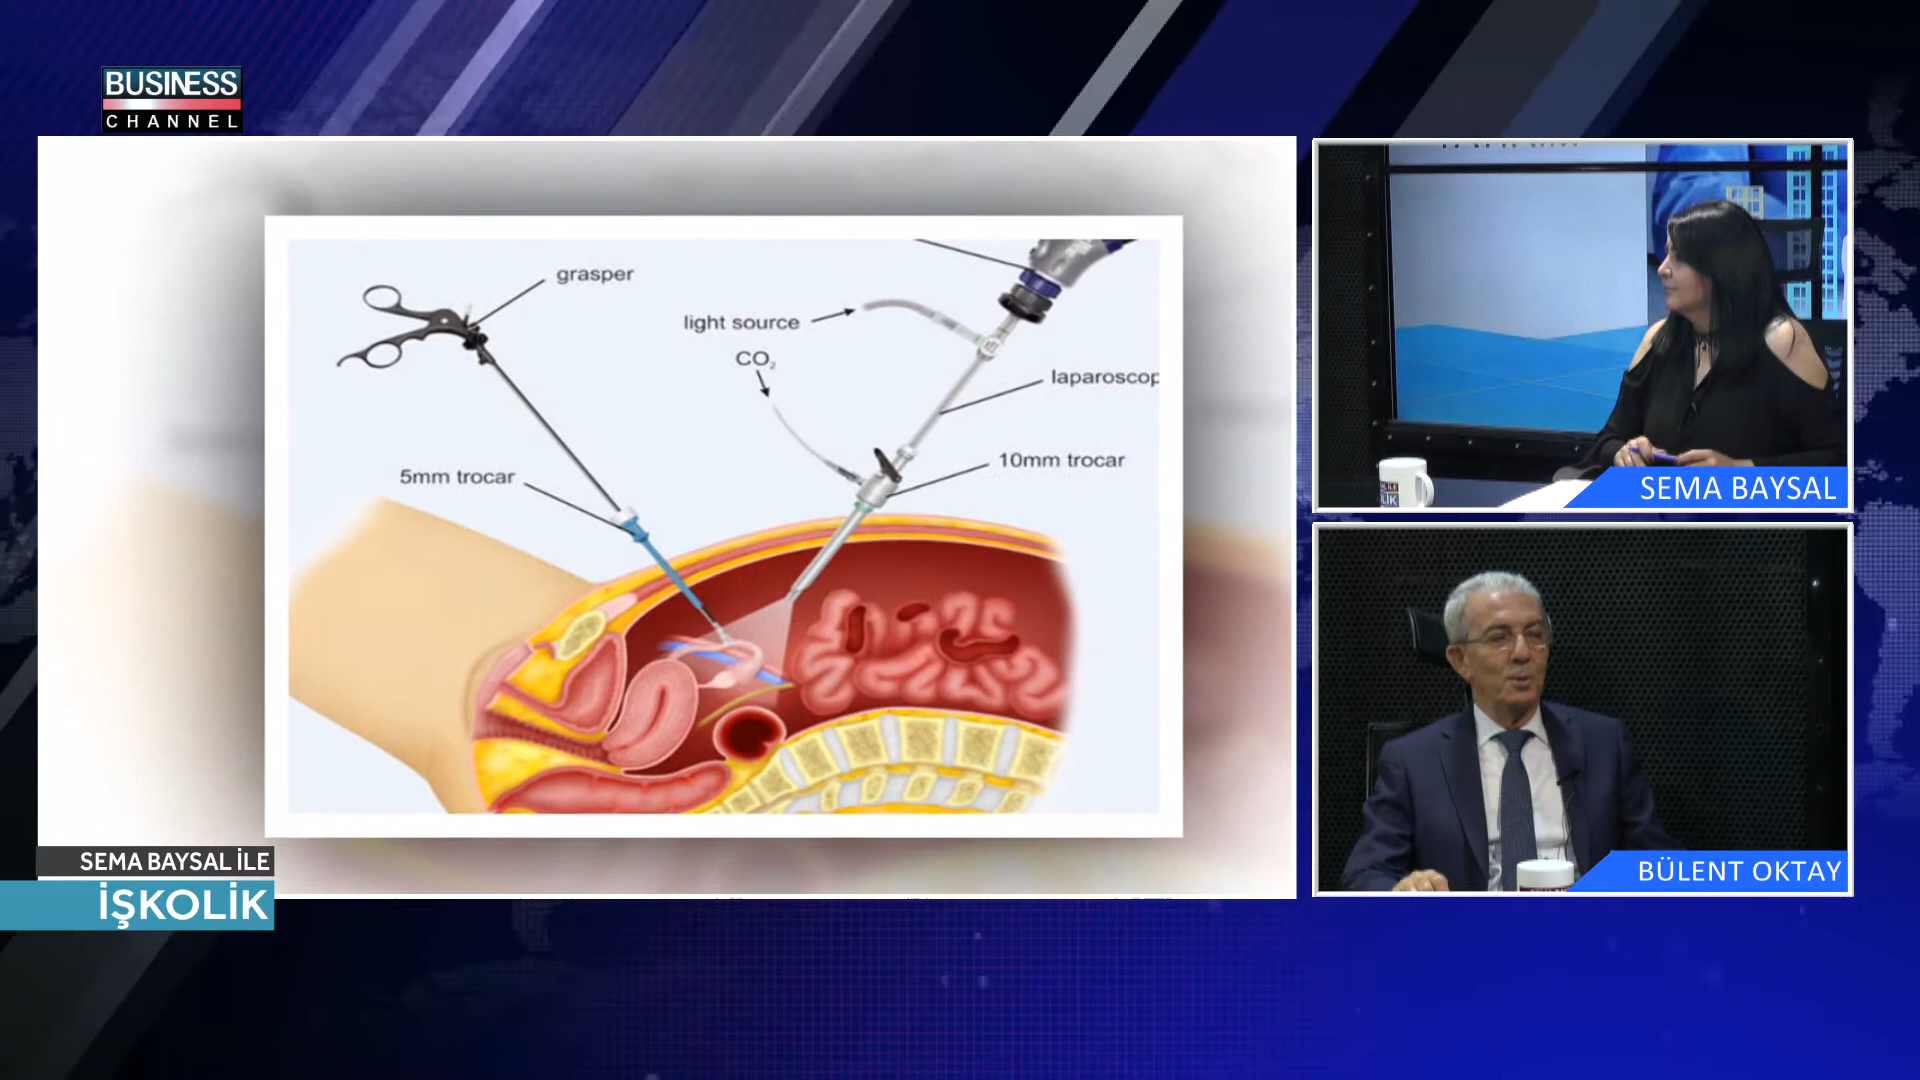 BUSINESS
CHANNEL
grasper
light source
CO₂
laparoscop
10mm trocar
5mm trocar
SEMA BAYSAL
BÜLENT OKTAY
SEMA BAYSAL İLE
İŞKOLİK